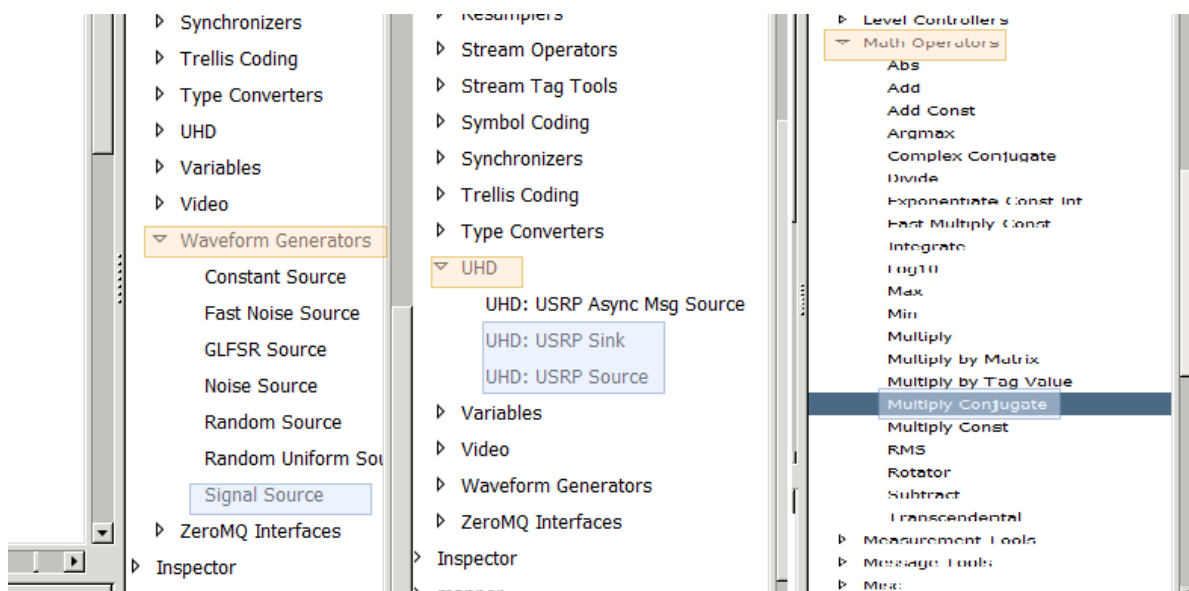 Synchronizers
Trellis Coding
Type Converters
UHD
Variables
Video
Waveform Generators
Constant Source
Fast Noise Source
GLFSR Source
Noise Source
Random Source
Random Uniform Sou
Signal Source
ZeroMQ Interfaces
Inspector
Resamplers
Stream Operators
Stream Tag Tools
Symbol Coding
Synchronizers
Trellis Coding
Type Converters
UHD
UHD: USRP Async Msg Source
UHD: USRP Sink
UHD: USRP Source
Variables
Video
Waveform Generators
ZeroMQ Interfaces
Inspector
Level Controllers
Math Operators
Abs
Add
Add Const
Argmax
Complex Conjugate
Divide
Exponentiate Const Int
Fast Multiply Const
Integrate
Log10
Max
Min
Multiply
Multiply by Matrix
Multiply by Tag Value
Multiply Conjugate
Multiply Const
RMS
Rotator
Subtract
Transcendental
Measurement Tools
Message Tools
Misc